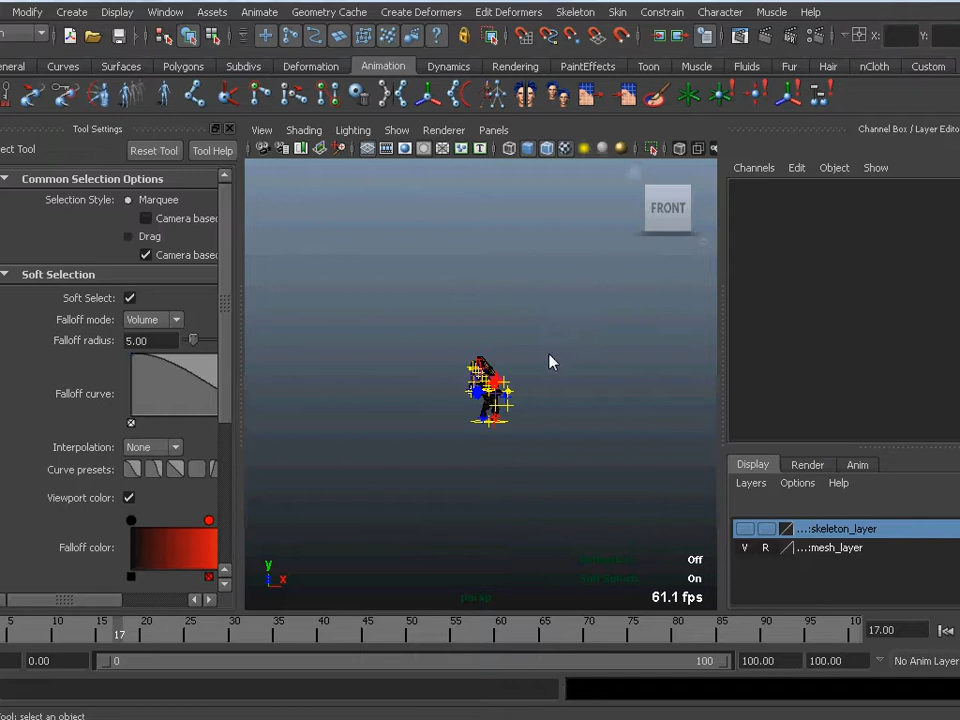 Modify Create Display Window Assets Animate Geometry Cache Create Deformers Edit Deformers Skeleton Skin Constrain Character Muscle Help
X: Y:
eneral Curves Surfaces Polygons Subdivs Deformation Animation Dynamics Rendering PaintEffects Toon Muscle Fluids Fur Hair nCloth Custom
Tool Settings
Channel Box / Layer Edito
View Shading Lighting Show Renderer Panels
ect Tool Reset Tool Tool Help
Channels Edit Object Show
Common Selection Options
Selection Style: Marquee
Camera based
Drag
Camera based
FRONT
Soft Selection
Soft Select:
Falloff mode: Volume
Falloff radius: 5.00
Falloff curve:
Interpolation: None
Curve presets:
Viewport color:
Falloff color:
Display Render Anim
Layers Options Help
...:skeleton_layer
V R ...:mesh_layer
y
x
Off
On
persp
61.1 fps
5 10 15 20 25 30 35 40 45 50 55 60 65 70 75 80 85 90 95 10
17
17.00
0.00 0 100 100.00 100.00 No Anim Layer
Tool: select an object